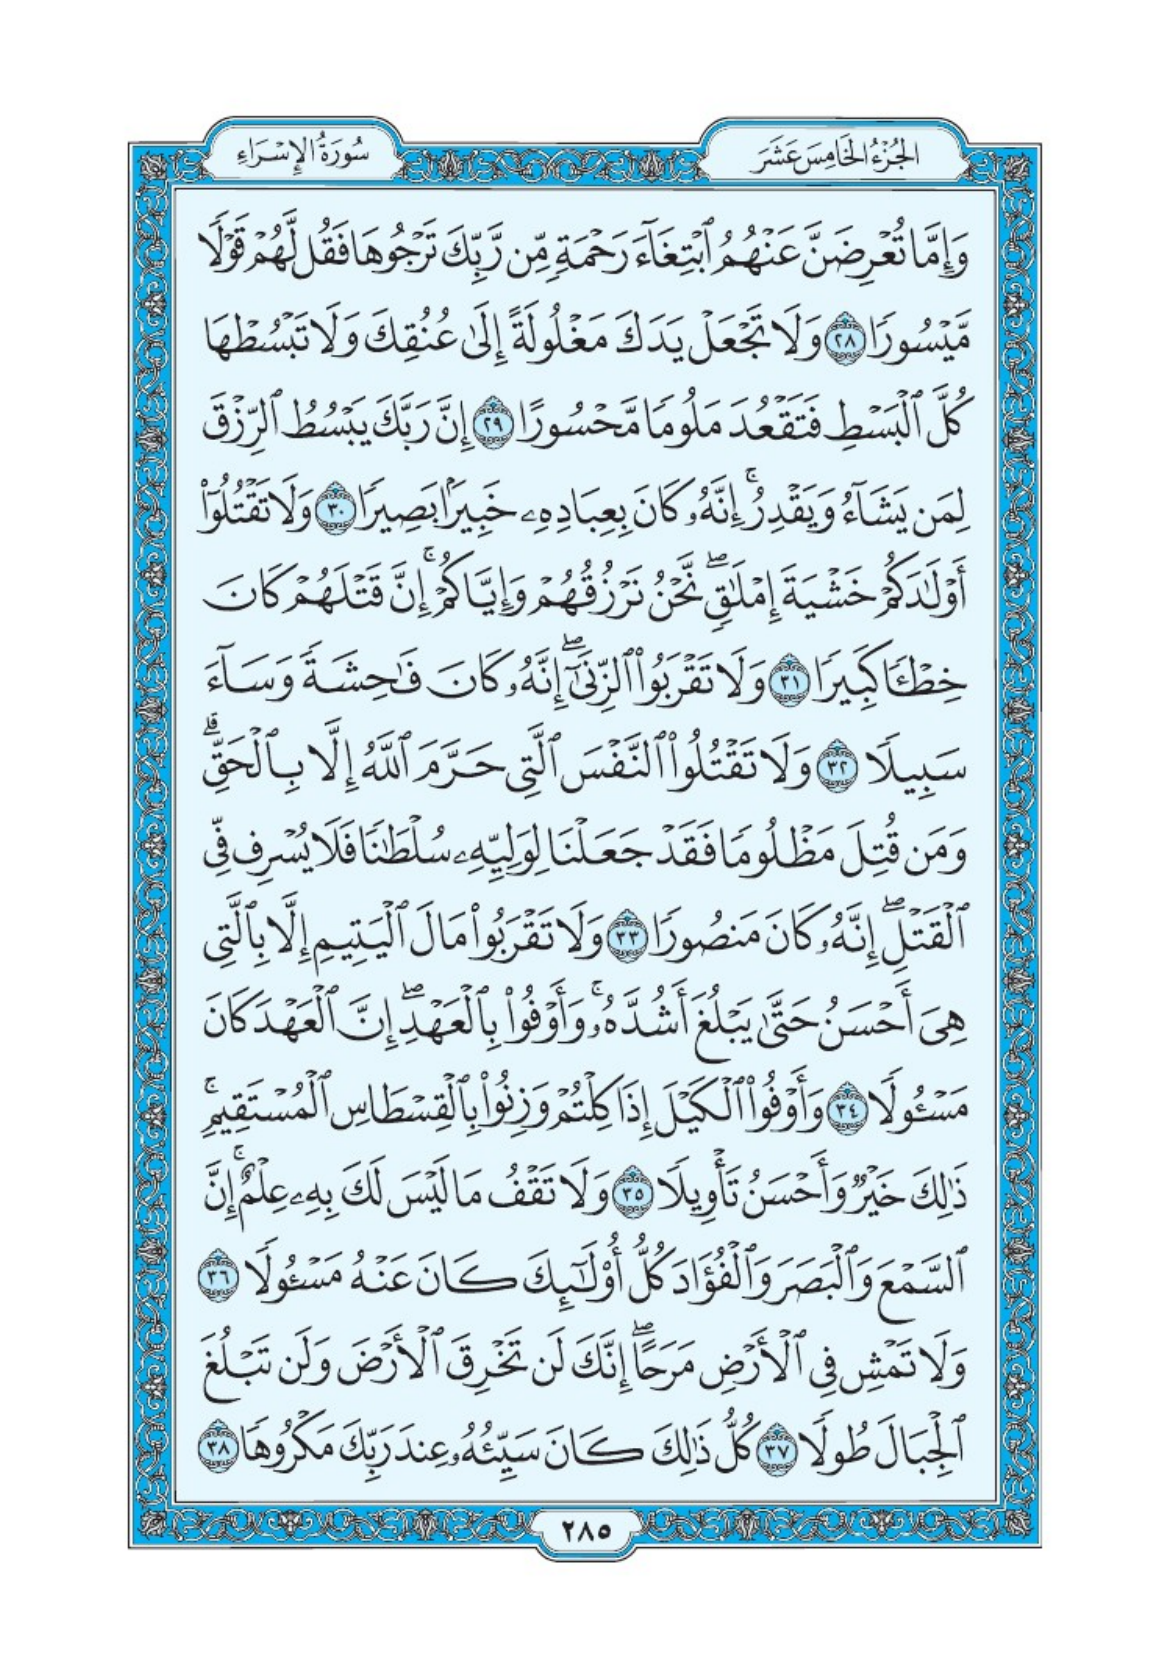 الجُزْءُ الخَامِسَ عَشَرَ
سُورَةُ الإِسْرَاءِ
وَإِمَّا تُعْرِضَنَّ عَنْهُمُ ٱبْتِغَآءَ رَحْمَةٍ مِّن رَّبِّكَ تَرْجُوهَا فَقُل لَّهُمْ قَوْلًا
مَّيْسُورًا ٢٨ وَلَا تَجْعَلْ يَدَكَ مَغْلُولَةً إِلَىٰ عُنُقِكَ وَلَا تَبْسُطْهَا
كُلَّ ٱلْبَسْطِ فَتَقْعُدَ مَلُومًا مَّحْسُورًا ٢٩ إِنَّ رَبَّكَ يَبْسُطُ ٱلرِّزْقَ
لِمَن يَشَآءُ وَيَقْدِرُ ۚ إِنَّهُۥ كَانَ بِعِبَادِهِۦ خَبِيرًۢا بَصِيرًا ٣٠ وَلَا تَقْتُلُوٓا۟
أَوْلَٰدَكُمْ خَشْيَةَ إِمْلَٰقٍ ۖ نَّحْنُ نَرْزُقُهُمْ وَإِيَّاكُمْ ۚ إِنَّ قَتْلَهُمْ كَانَ
خِطْـًٔا كَبِيرًا ٣١ وَلَا تَقْرَبُوا۟ ٱلزِّنَىٰٓ ۖ إِنَّهُۥ كَانَ فَٰحِشَةً وَسَآءَ
سَبِيلًا ٣٢ وَلَا تَقْتُلُوا۟ ٱلنَّفْسَ ٱلَّتِى حَرَّمَ ٱللَّهُ إِلَّا بِٱلْحَقِّ ۗ
وَمَن قُتِلَ مَظْلُومًا فَقَدْ جَعَلْنَا لِوَلِيِّهِۦ سُلْطَٰنًا فَلَا يُسْرِف فِّى
ٱلْقَتْلِ ۖ إِنَّهُۥ كَانَ مَنصُورًا ٣٣ وَلَا تَقْرَبُوا۟ مَالَ ٱلْيَتِيمِ إِلَّا بِٱلَّتِى
هِىَ أَحْسَنُ حَتَّىٰ يَبْلُغَ أَشُدَّهُۥ ۚ وَأَوْفُوا۟ بِٱلْعَهْدِ ۖ إِنَّ ٱلْعَهْدَ كَانَ
مَسْـُٔولًا ٣٤ وَأَوْفُوا۟ ٱلْكَيْلَ إِذَا كِلْتُمْ وَزِنُوا۟ بِٱلْقِسْطَاسِ ٱلْمُسْتَقِيمِ ۚ
ذَٰلِكَ خَيْرٌ وَأَحْسَنُ تَأْوِيلًا ٣٥ وَلَا تَقْفُ مَا لَيْسَ لَكَ بِهِۦ عِلْمٌ ۚ إِنَّ
ٱلسَّمْعَ وَٱلْبَصَرَ وَٱلْفُؤَادَ كُلُّ أُو۟لَٰٓئِكَ كَانَ عَنْهُ مَسْـُٔولًا ٣٦
وَلَا تَمْشِ فِى ٱلْأَرْضِ مَرَحًا ۖ إِنَّكَ لَن تَخْرِقَ ٱلْأَرْضَ وَلَن تَبْلُغَ
ٱلْجِبَالَ طُولًا ٣٧ كُلُّ ذَٰلِكَ كَانَ سَيِّئُهُۥ عِندَ رَبِّكَ مَكْرُوهًا ٣٨
٢٨٥